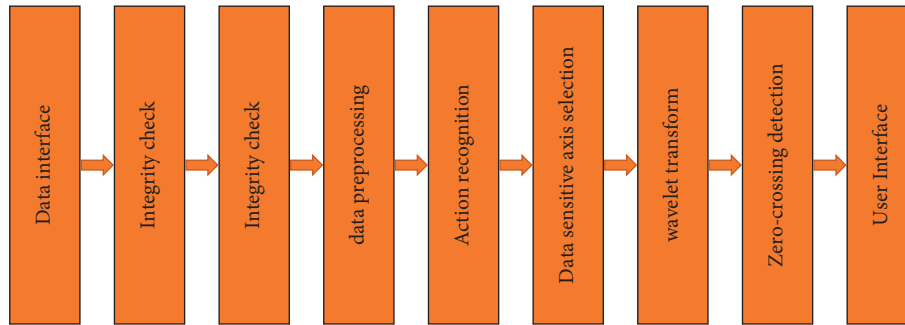 Data interface
Integrity check
Integrity check
data preprocessing
Action recognition
Data sensitive axis selection
wavelet transform
Zero-crossing detection
User Interface